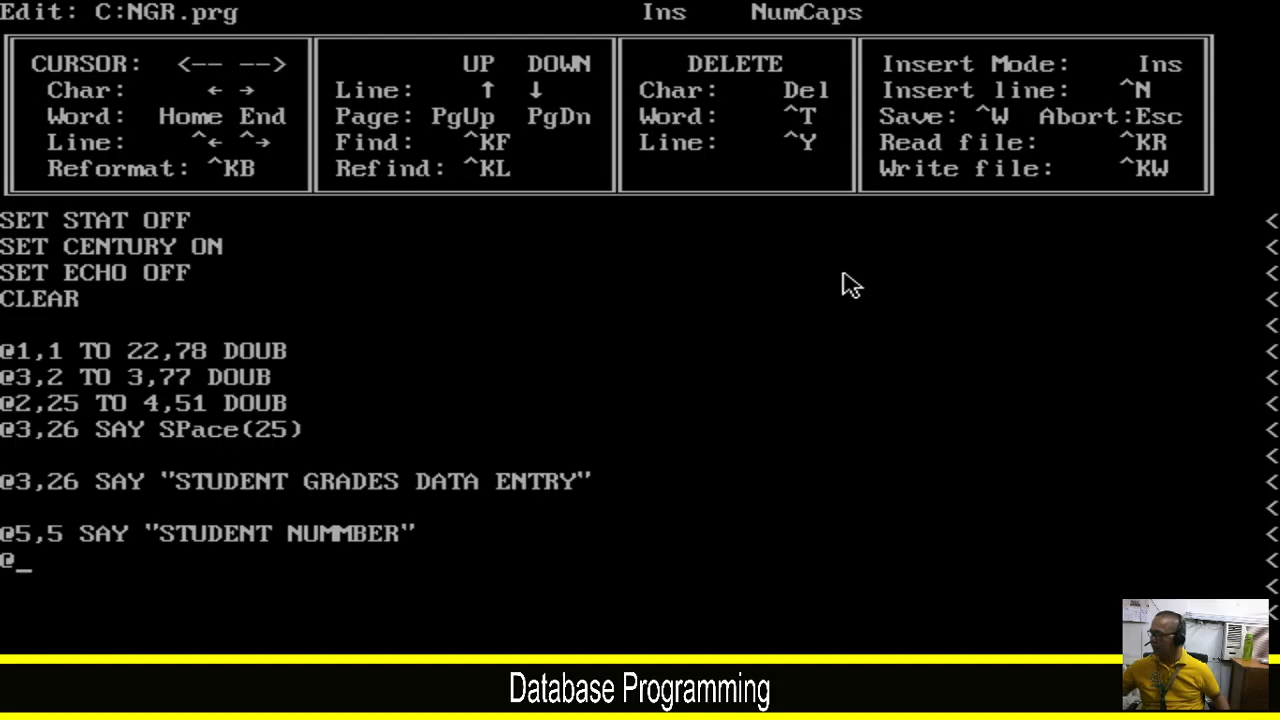 Edit: C:NGR.prg Ins NumCaps
CURSOR: <-- --> UP DOWN DELETE Insert Mode: Ins
Char: ← → Line: ↑ ↓ Char: Del Insert line: ^N
Word: Home End Page: PgUp PgDn Word: ^T Save: ^W Abort:Esc
Line: ^← ^→ Find: ^KF Line: ^Y Read file: ^KR
Reformat: ^KB Refind: ^KL Write file: ^KW
SET STAT OFF <
SET CENTURY ON <
SET ECHO OFF <
CLEAR <
<
@1,1 TO 22,78 DOUB <
@3,2 TO 3,77 DOUB <
@2,25 TO 4,51 DOUB <
@3,26 SAY SPace(25) <
<
@3,26 SAY "STUDENT GRADES DATA ENTRY" <
<
@5,5 SAY "STUDENT NUMMBER" <
@_ <
<
<
Database Programming